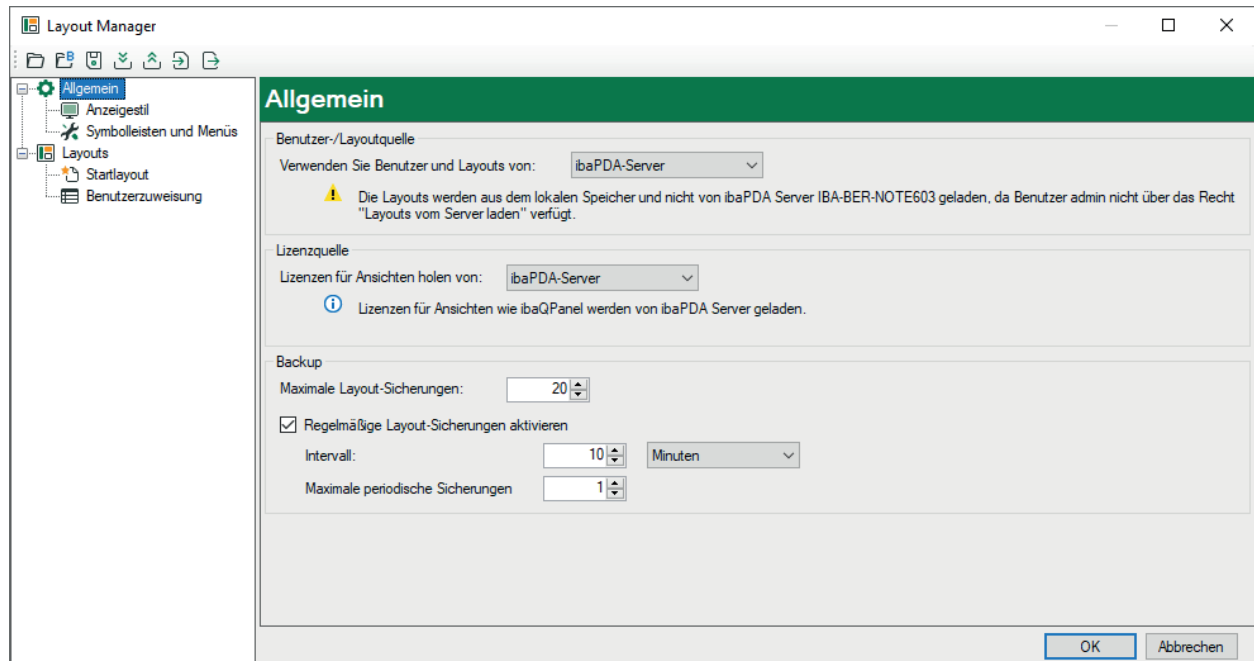 Layout Manager
Allgemein
Anzeigestil
Symbolleisten und Menüs
Layouts
Startlayout
Benutzerzuweisung
Allgemein
Benutzer-/Layoutquelle
Verwenden Sie Benutzer und Layouts von: ibaPDA-Server
Die Layouts werden aus dem lokalen Speicher und nicht von ibaPDA Server IBA-BER-NOTE603 geladen, da Benutzer admin nicht über das Recht
"Layouts vom Server laden" verfügt.
Lizenzquelle
Lizenzen für Ansichten holen von: ibaPDA-Server
Lizenzen für Ansichten wie ibaQPanel werden von ibaPDA Server geladen.
Backup
Maximale Layout-Sicherungen: 20
Regelmäßige Layout-Sicherungen aktivieren
Intervall: 10 Minuten
Maximale periodische Sicherungen 1
OK Abbrechen